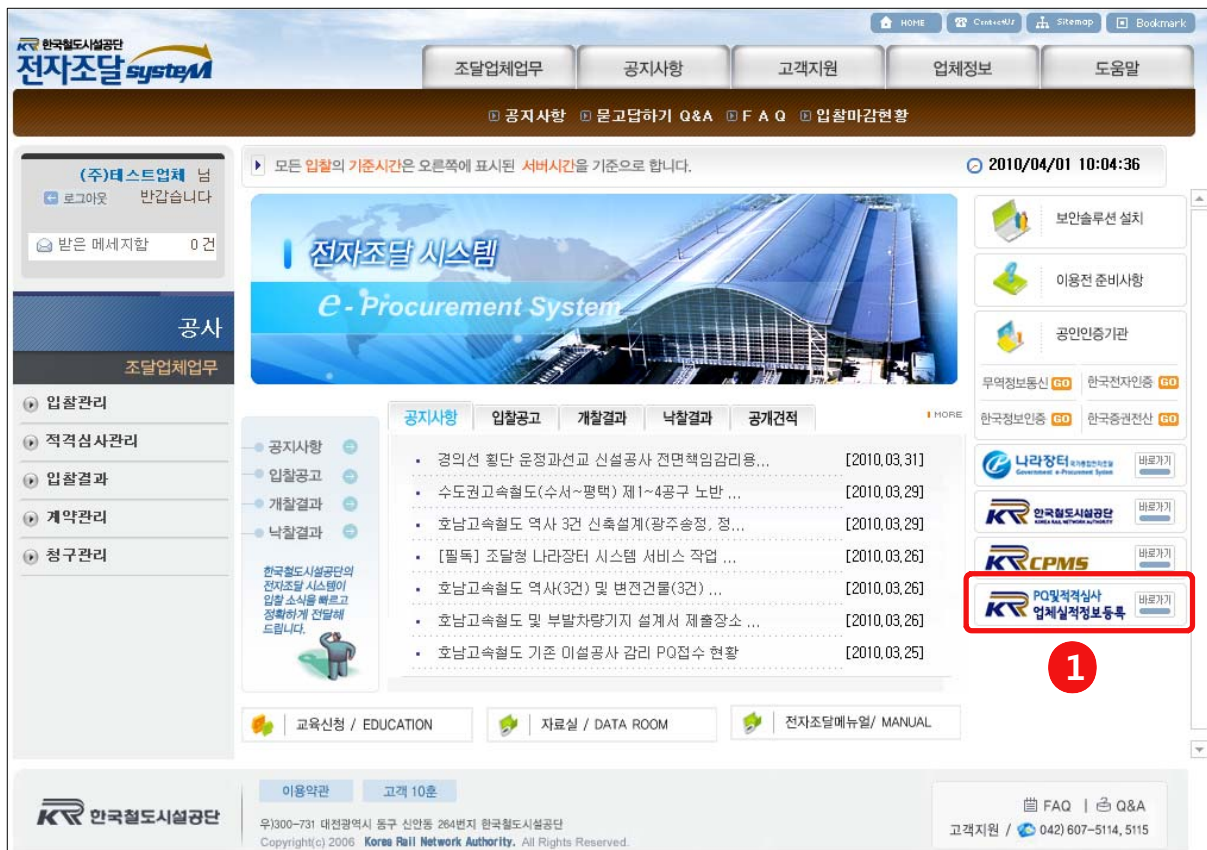 HOME ContactUs Sitemap Bookmark
KR 한국철도시설공단
전자조달 system
조달업체업무 공지사항 고객지원 업체정보 도움말
공지사항 묻고답하기 Q&A F A Q 입찰마감현황
(주)테스트업체 님
로그아웃 반갑습니다
받은 메세지함 0 건
모든 입찰의 기준시간은 오른쪽에 표시된 서버시간을 기준으로 합니다.
2010/04/01 10:04:36
전자조달 시스템
e - Procurement System
공사
조달업체업무
입찰관리
적격심사관리
입찰결과
계약관리
청구관리
공지사항
입찰공고
개찰결과
낙찰결과
한국철도시설공단의
전자조달 시스템이
입찰 소식을 빠르고
정확하게 전달해
드립니다.
공지사항 입찰공고 개찰결과 낙찰결과 공개견적 MORE
경의선 횡단 운정과선교 신설공사 전면책임감리용... [2010,03,31]
수도권고속철도(수서~평택) 제1~4공구 노반 ... [2010,03,29]
호남고속철도 역사 3건 신축설계(광주송정, 정... [2010,03,29]
[필독] 조달청 나라장터 시스템 서비스 작업 ... [2010,03,26]
호남고속철도 역사(3건) 및 변전건물(3건) ... [2010,03,26]
호남고속철도 및 부발차량기지 설계서 제출장소 ... [2010,03,26]
호남고속철도 기존 미설공사 감리 PQ접수 현황 [2010,03,25]
교육신청 / EDUCATION
자료실 / DATA ROOM
전자조달메뉴얼/ MANUAL
보안솔루션 설치
이용전 준비사항
공인인증기관
무역정보통신 GO 한국전자인증 GO
한국정보인증 GO 한국증권전산 GO
나라장터 국가종합전자조달 바로가기
Government e-Procurement System
KR 한국철도시설공단 바로가기
KOREA RAIL NETWORK AUTHORITY
KR CPMS 바로가기
KR PQ및적격심사 바로가기
업체실적정보등록
1
KR 한국철도시설공단
이용약관 고객 10훈
우)300-731 대전광역시 동구 신안동 264번지 한국철도시설공단
Copyright(c) 2006 Korea Rail Network Authority. All Rights Reserved.
FAQ | Q&A
고객지원 / 042) 607-5114, 5115